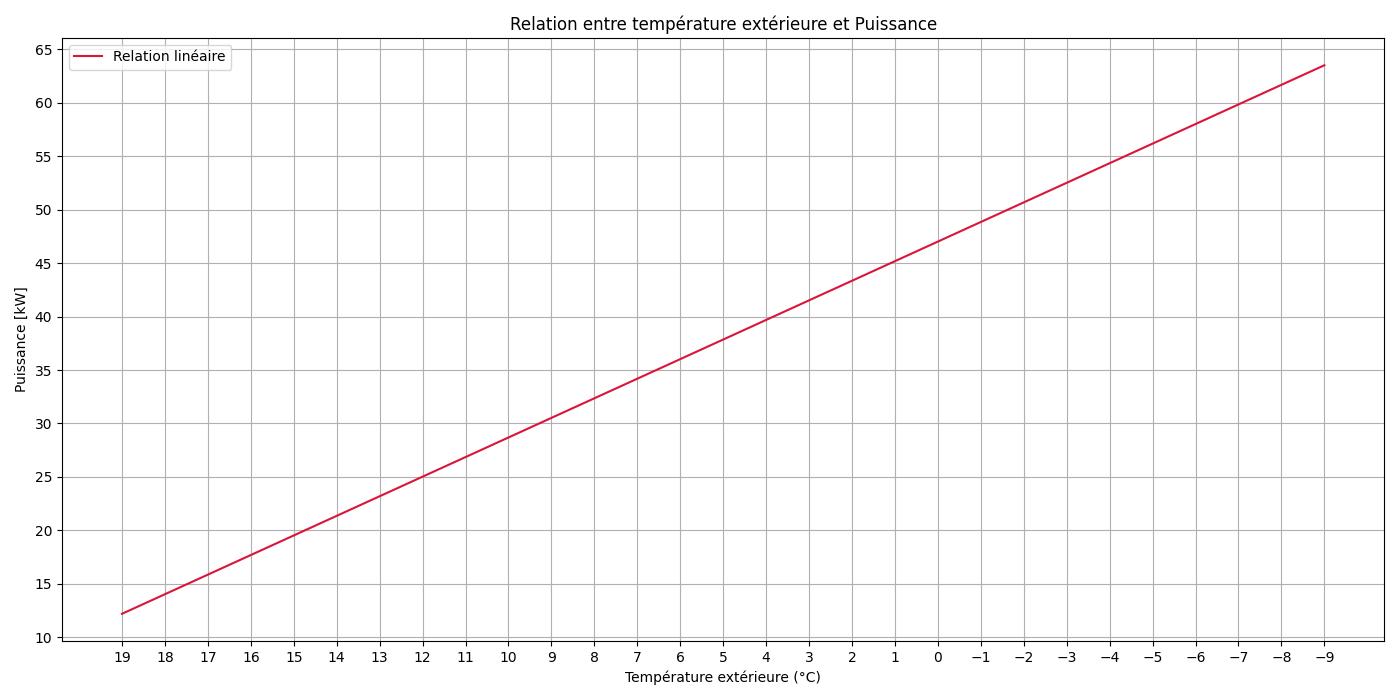 Relation entre température extérieure et Puissance
Relation linéaire
65
60
55
50
45
40
35
30
25
20
15
10
Puissance [kW]
19 18 17 16 15 14 13 12 11 10 9 8 7 6 5 4 3 2 1 0 −1 −2 −3 −4 −5 −6 −7 −8 −9
Température extérieure (°C)